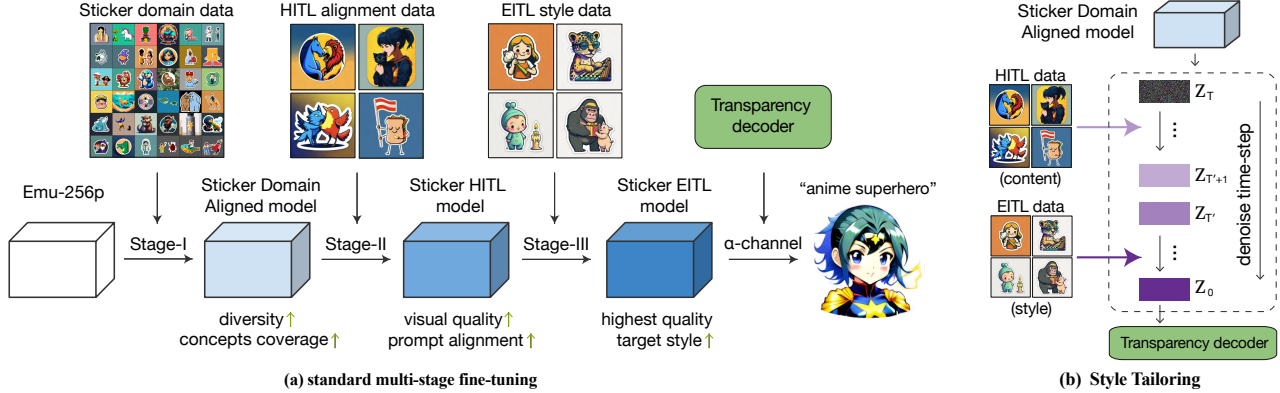 Sticker domain data
HITL alignment data
EITL style data
Transparency
decoder
Emu-256p
Sticker Domain
Aligned model
Sticker HITL
model
Sticker EITL
model
“anime superhero”
Stage-I
Stage-II
Stage-III
α-channel
diversity↑
concepts coverage↑
visual quality↑
prompt alignment↑
highest quality
target style↑
(a) standard multi-stage fine-tuning
Sticker Domain
Aligned model
HITL data
(content)
EITL data
(style)
Z_T
...
Z_T'+1
Z_T'
...
Z_0
denoise time-step
Transparency decoder
(b) Style Tailoring